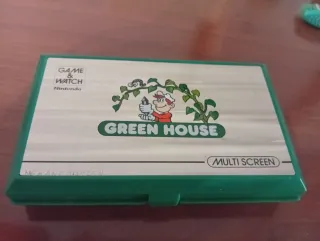 GAME
&
WATCH
Nintendo
GREEN HOUSE
MULTI SCREEN